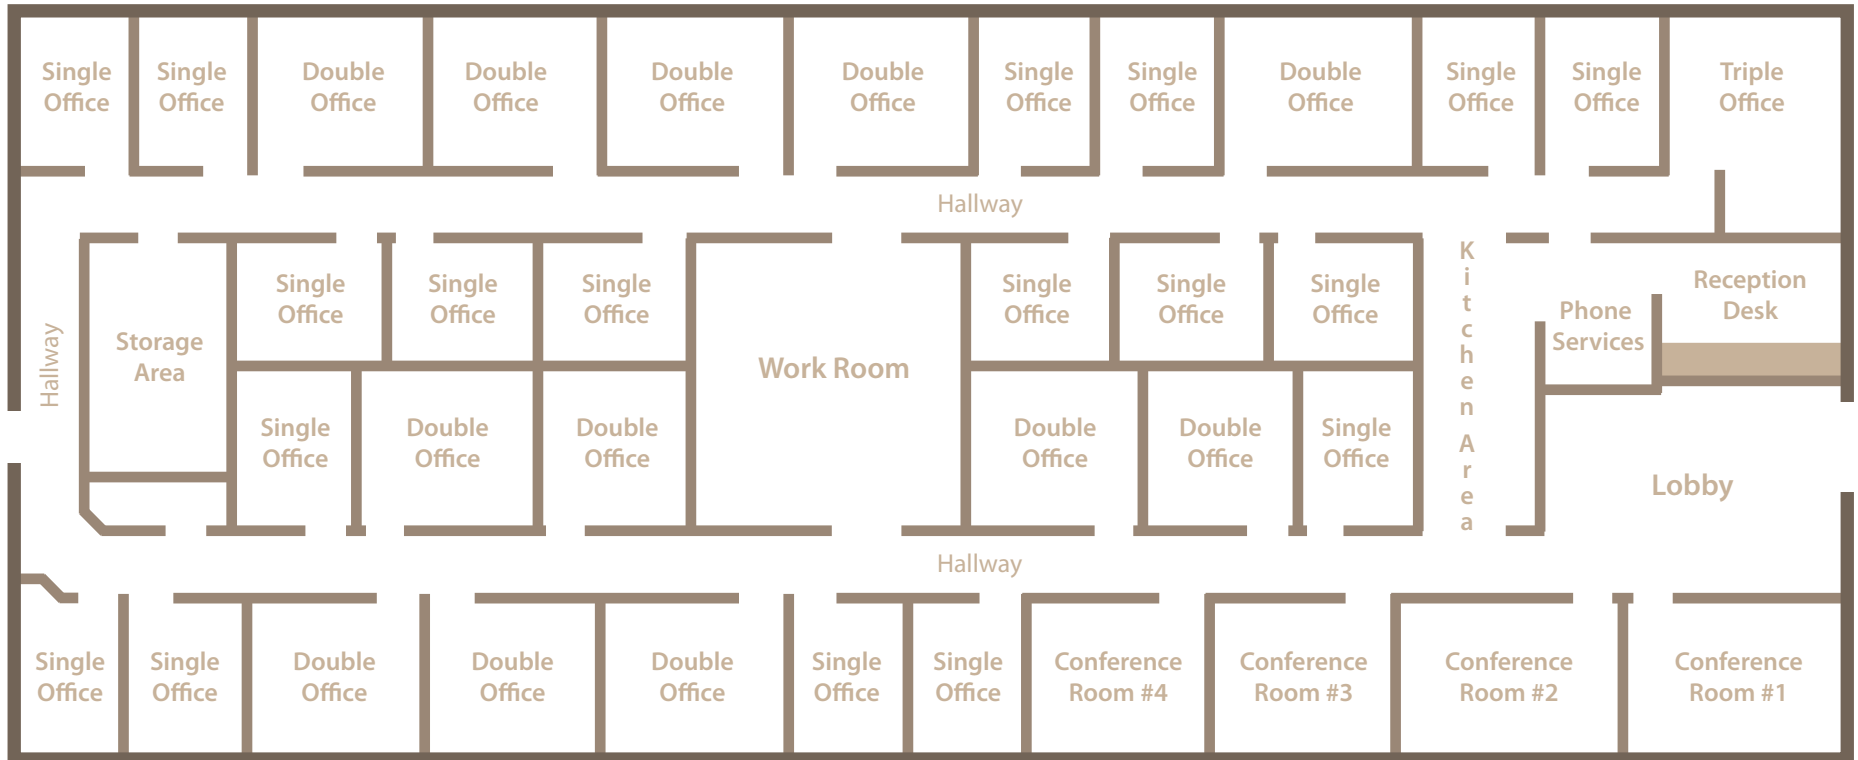 Single
Office
Single
Office
Double
Office
Double
Office
Double
Office
Double
Office
Single
Office
Single
Office
Double
Office
Single
Office
Single
Office
Triple
Office
Hallway
Hallway
Storage
Area
Single
Office
Single
Office
Single
Office
Work Room
Single
Office
Single
Office
Single
Office
Kitchen Area
Phone
Services
Reception
Desk
Single
Office
Double
Office
Double
Office
Double
Office
Double
Office
Single
Office
Lobby
Hallway
Single
Office
Single
Office
Double
Office
Double
Office
Double
Office
Single
Office
Single
Office
Conference
Room #4
Conference
Room #3
Conference
Room #2
Conference
Room #1